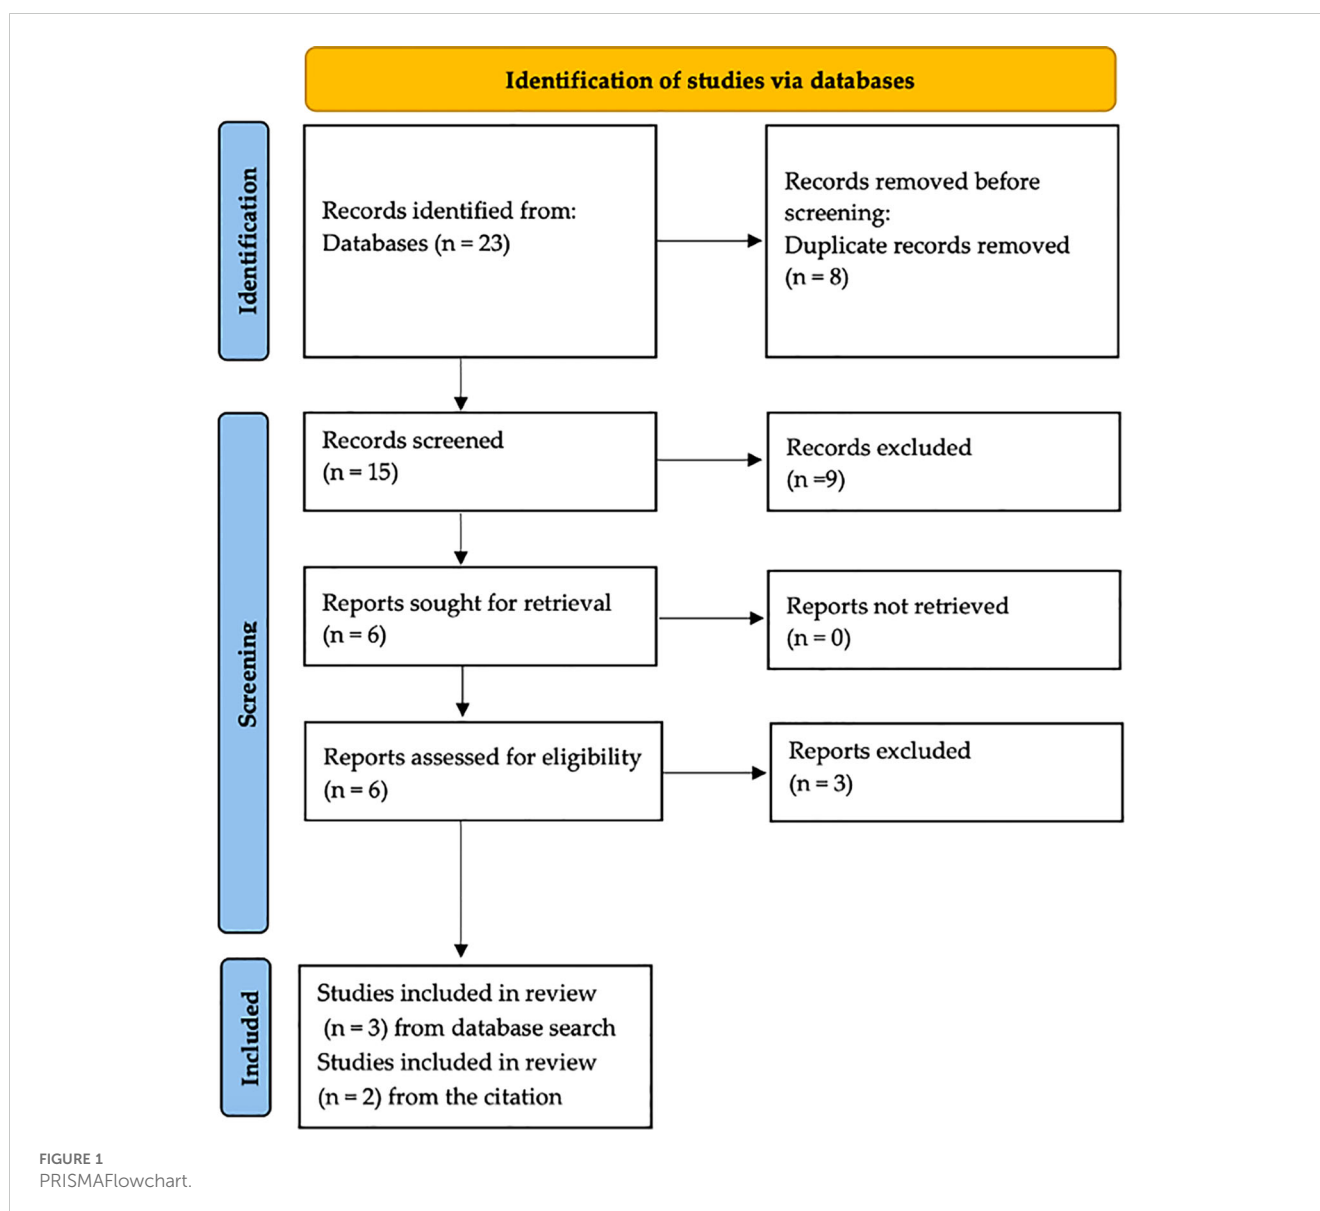 Identification of studies via databases
Identification
Records identified from:
Databases (n = 23)
Records removed before
screening:
Duplicate records removed
(n = 8)
Screening
Records screened
(n = 15)
Records excluded
(n =9)
Reports sought for retrieval
(n = 6)
Reports not retrieved
(n = 0)
Reports assessed for eligibility
(n = 6)
Reports excluded
(n = 3)
Included
Studies included in review
(n = 3) from database search
Studies included in review
(n = 2) from the citation
FIGURE 1
PRISMAFlowchart.